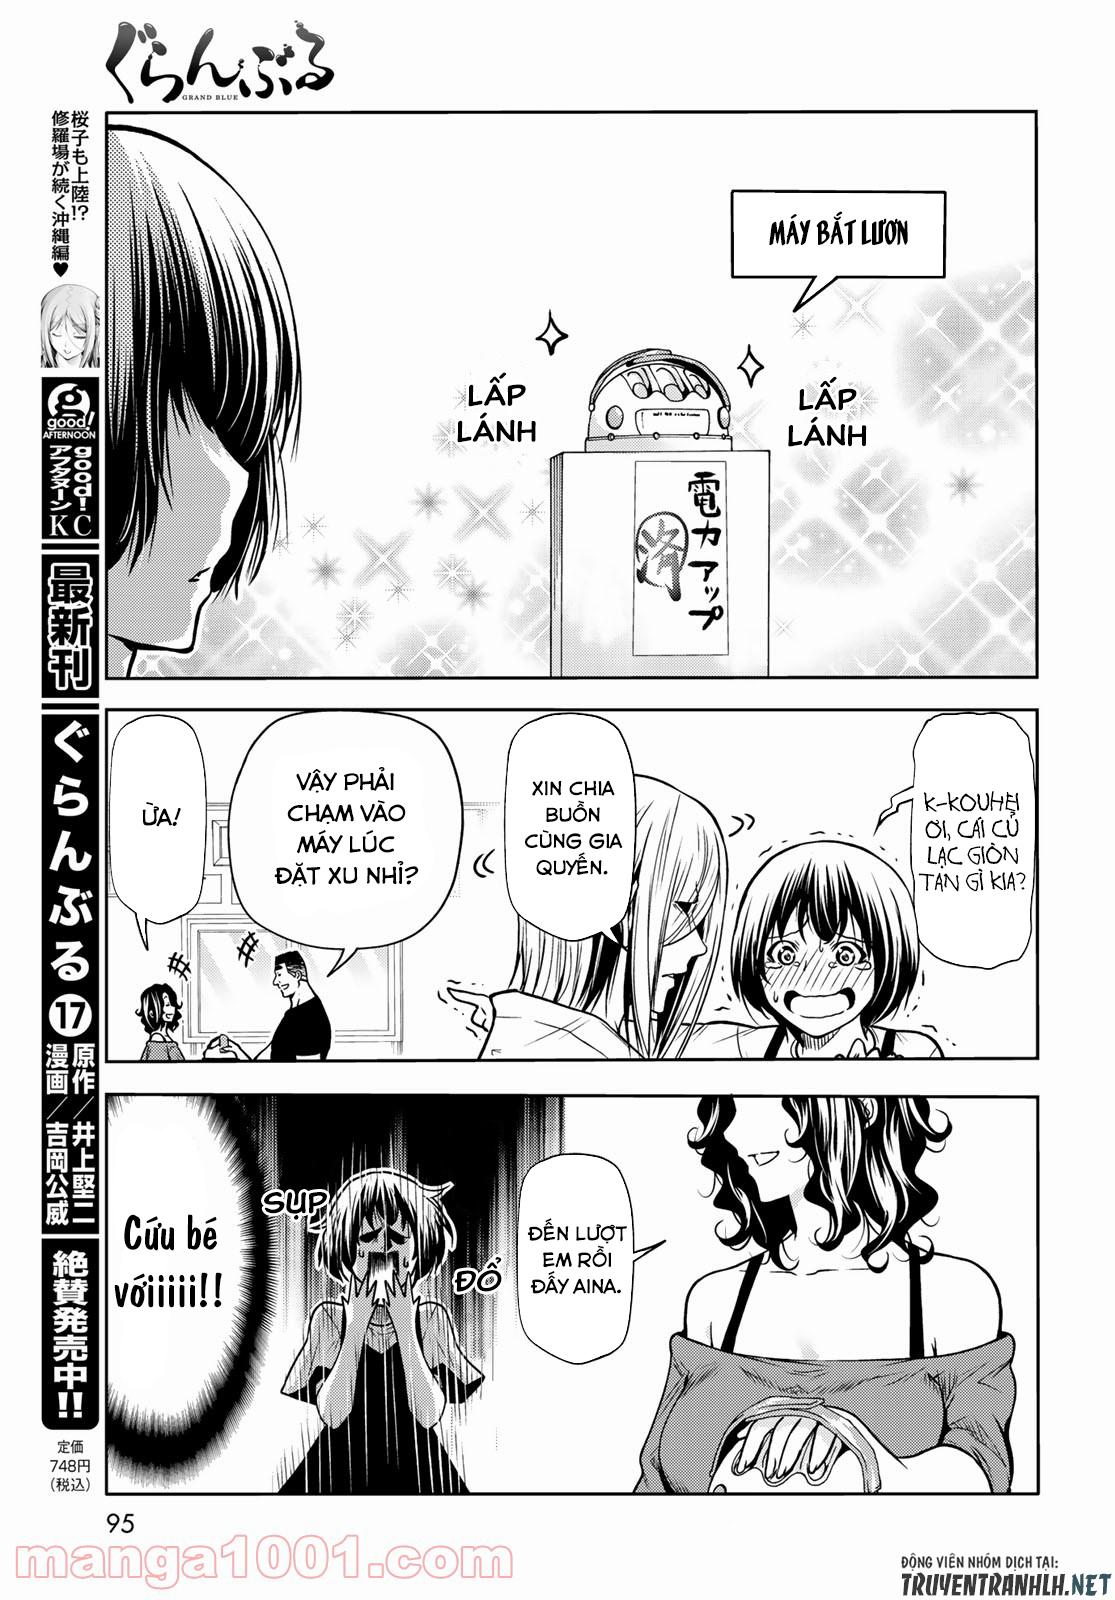 ぐらんぶる
GRAND BLUE
桜子も上陸!?
修羅場が続く沖縄編♥
good!
AFTERNOON
good!
アフタヌーン
KC
最新刊
ぐらんぶる
17
原作/井上堅二
漫画/吉岡公威
絶賛発売中!!
定価
748円
(税込)
MÁY BẮT LƯƠN
LẤP
LÁNH
LẤP
LÁNH
電力アップ
済
K-KOUHEI
ƠI, CÁI CỦ
LẠC GIÒN
TAN GÌ KIA?
XIN CHIA
BUỒN
CÙNG GIA
QUYẾN.
VẬY PHẢI
CHẠM VÀO
MÁY LÚC
ĐẶT XU NHỈ?
ỪA!
ĐẾN LƯỢT
EM RỒI
ĐẤY AINA.
SỤP
ĐỔ
Cứu bé
vớiiiiii!!
95
manga1001.com
ĐỘNG VIÊN NHÓM DỊCH TẠI:
TRUYENTRANHLH.NET